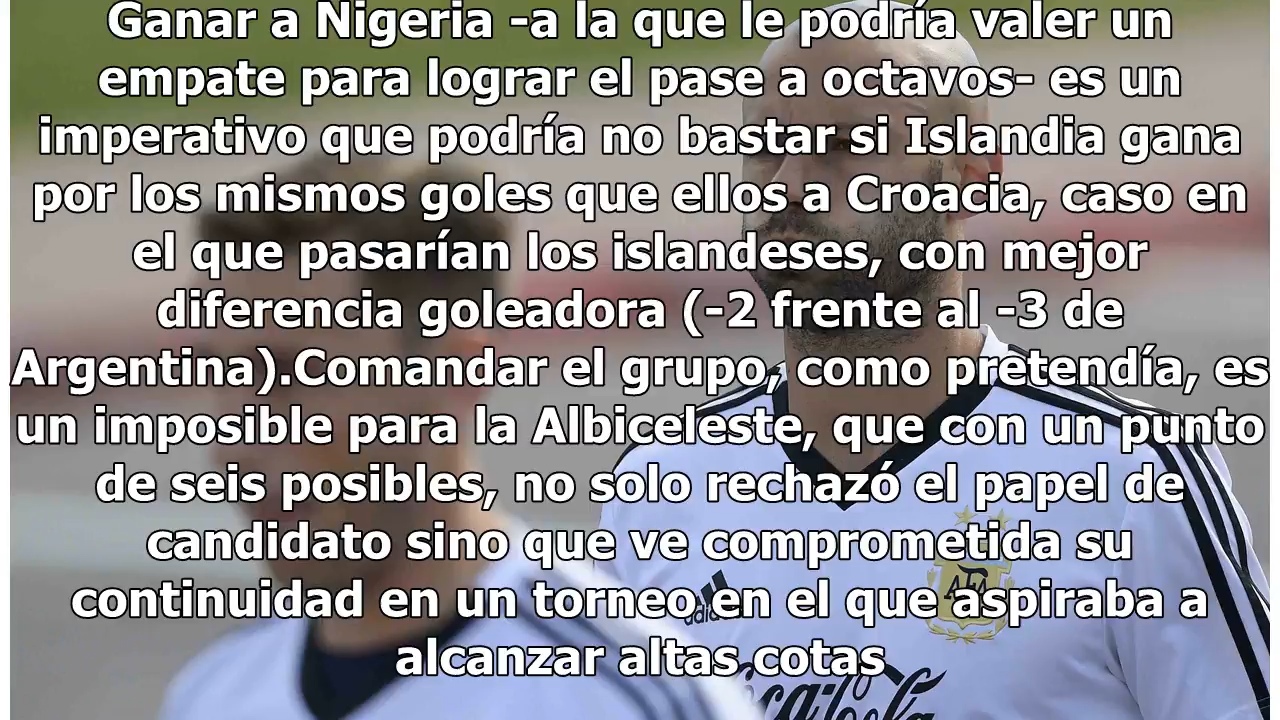 Ganar a Nigeria -a la que le podría valer un
empate para lograr el pase a octavos- es un
imperativo que podría no bastar si Islandia gana
por los mismos goles que ellos a Croacia, caso en
el que pasarían los islandeses, con mejor
diferencia goleadora (-2 frente al -3 de
Argentina).Comandar el grupo, como pretendía, es
un imposible para la Albiceleste, que con un punto
de seis posibles, no solo rechazó el papel de
candidato sino que ve comprometida su
continuidad en un torneo en el que aspiraba a
alcanzar altas cotas
adidas
AFA
Coca-Cola